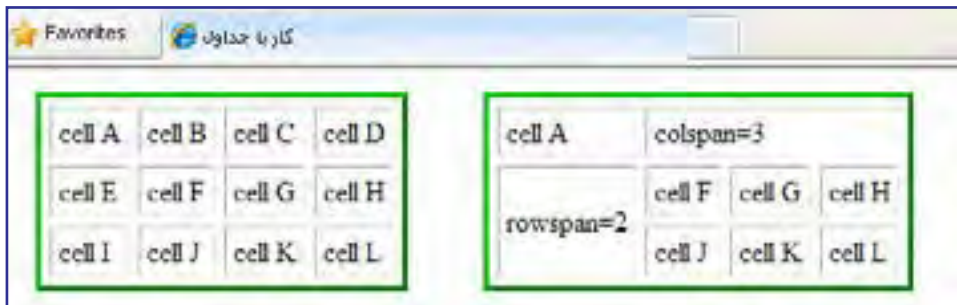 Favorites
کار با جداول
cell A cell B cell C cell D
cell E cell F cell G cell H
cell I cell J cell K cell L
cell A colspan=3
rowspan=2
cell F cell G cell H
cell J cell K cell L